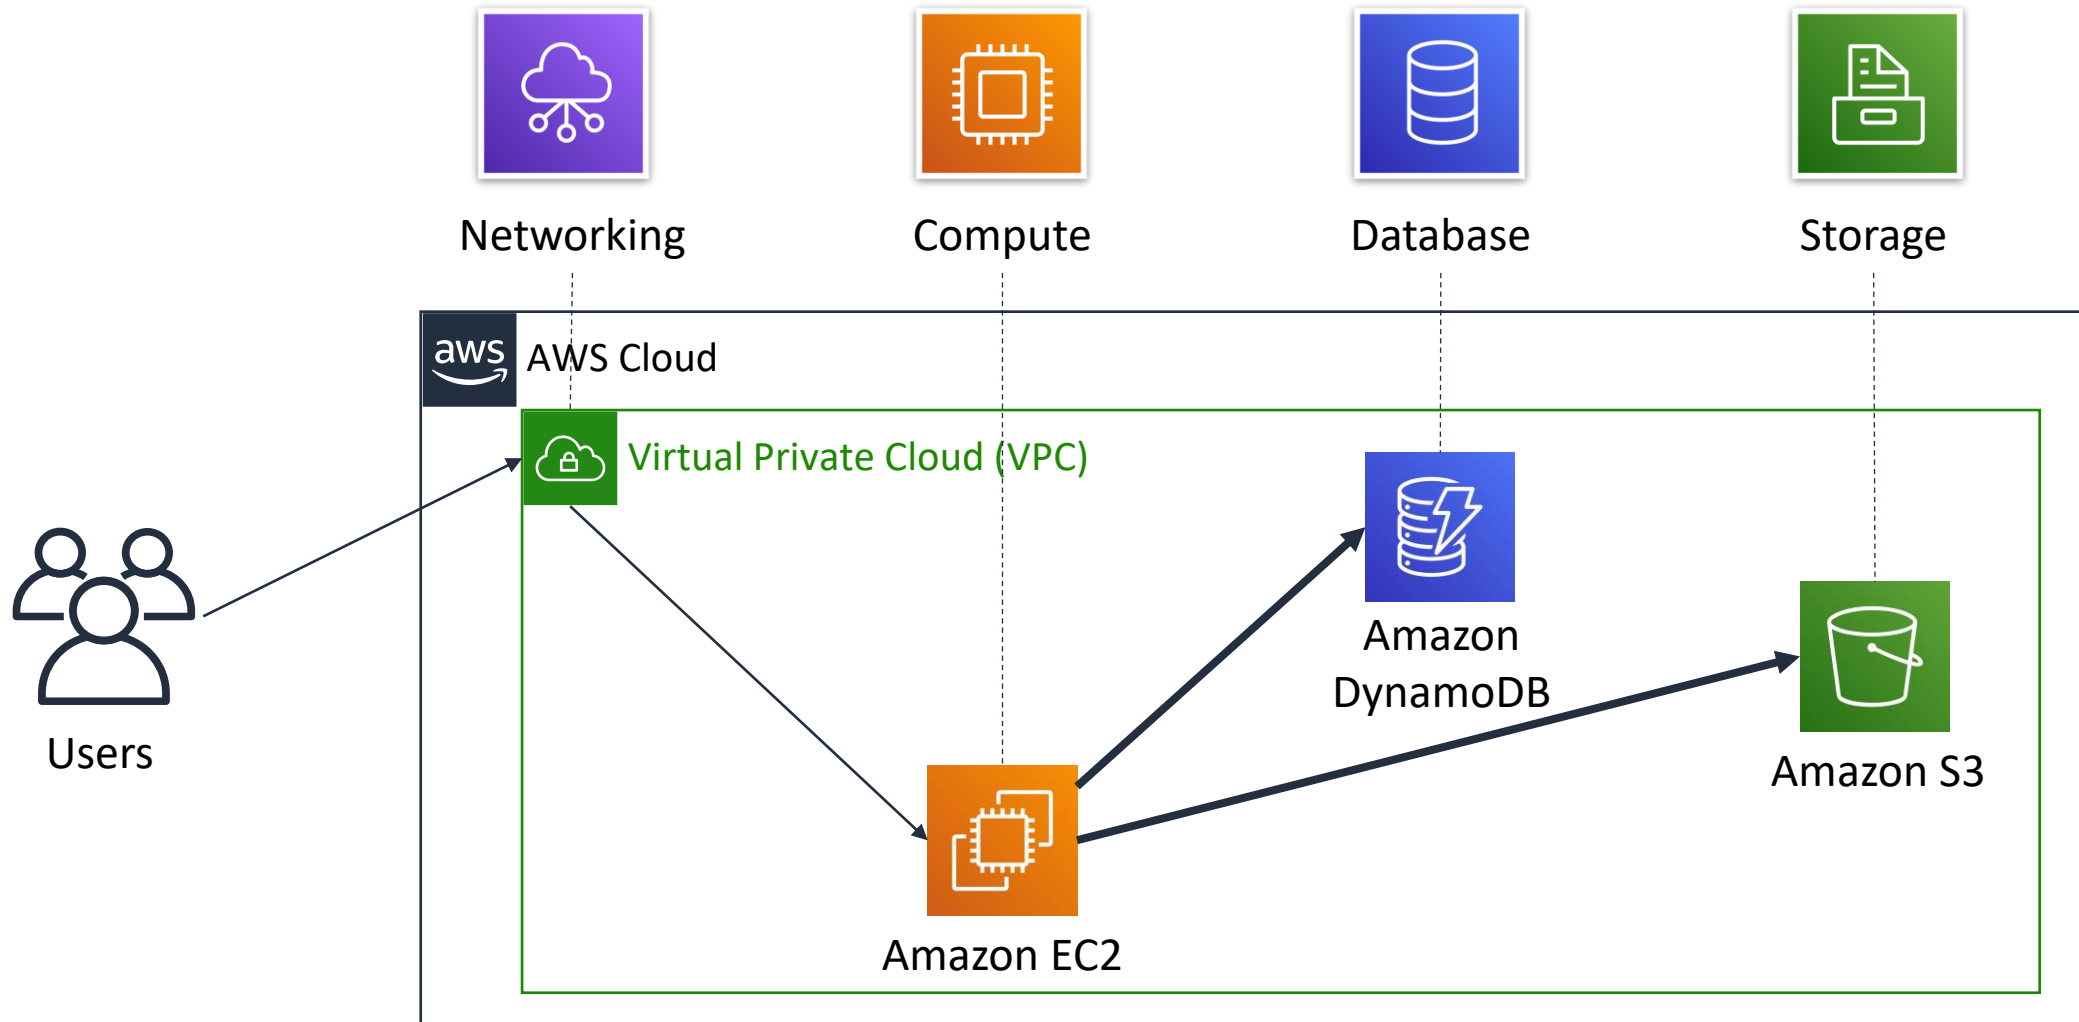 Networking
Compute
Database
Storage
aws
AWS Cloud
Virtual Private Cloud (VPC)
Amazon
DynamoDB
Users
Amazon S3
Amazon EC2